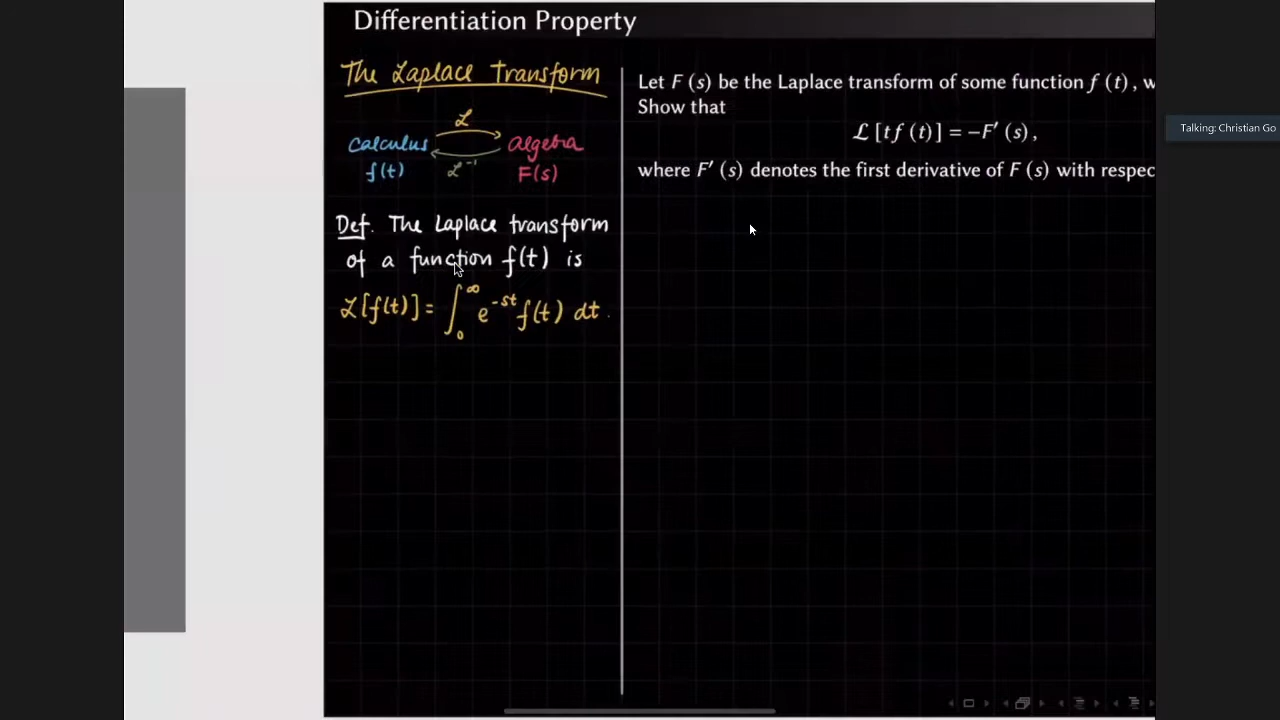 Differentiation Property
The Laplace Transform
ℒ
calculus algebra
f(t) ℒ⁻¹ F(s)
Def. The Laplace transform
of a function f(t) is
ℒ[f(t)] = ∫₀^∞ e^{-st} f(t) dt.
Let F (s) be the Laplace transform of some function f (t), w
Show that
ℒ [tf (t)] = −F′ (s),
where F′ (s) denotes the first derivative of F (s) with respec
Talking: Christian Go